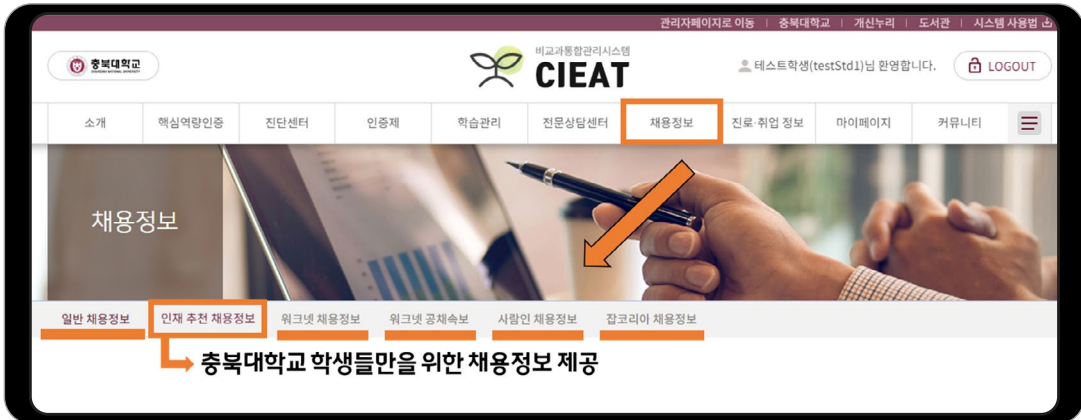 관리자페이지로 이동 | 충북대학교 | 개신누리 | 도서관 | 시스템 사용법
충북대학교
비교과통합관리시스템
CIEAT
테스트학생(testStd1)님 환영합니다.
LOGOUT
소개 핵심역량인증 진단센터 인증제 학습관리 전문상담센터 채용정보 진로·취업 정보 마이페이지 커뮤니티
채용정보
일반 채용정보 인재 추천 채용정보 워크넷 채용정보 워크넷 공채속보 사람인 채용정보 잡코리아 채용정보
충북대학교 학생들만을 위한 채용정보 제공